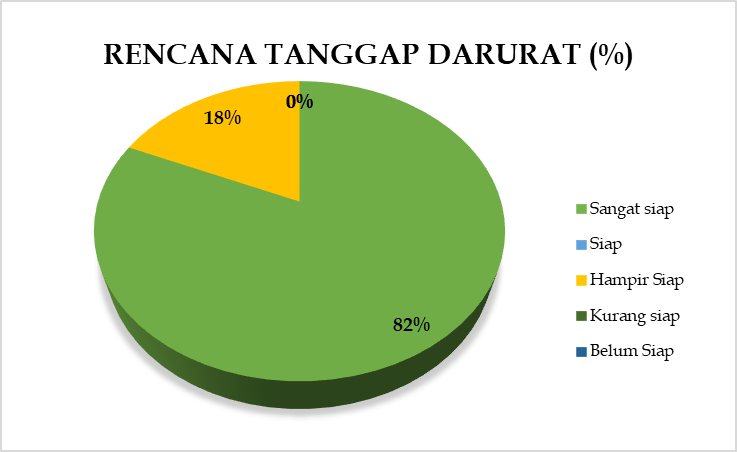 RENCANA TANGGAP DARURAT (%)
0%
18%
82%
Sangat siap
Siap
Hampir Siap
Kurang siap
Belum Siap